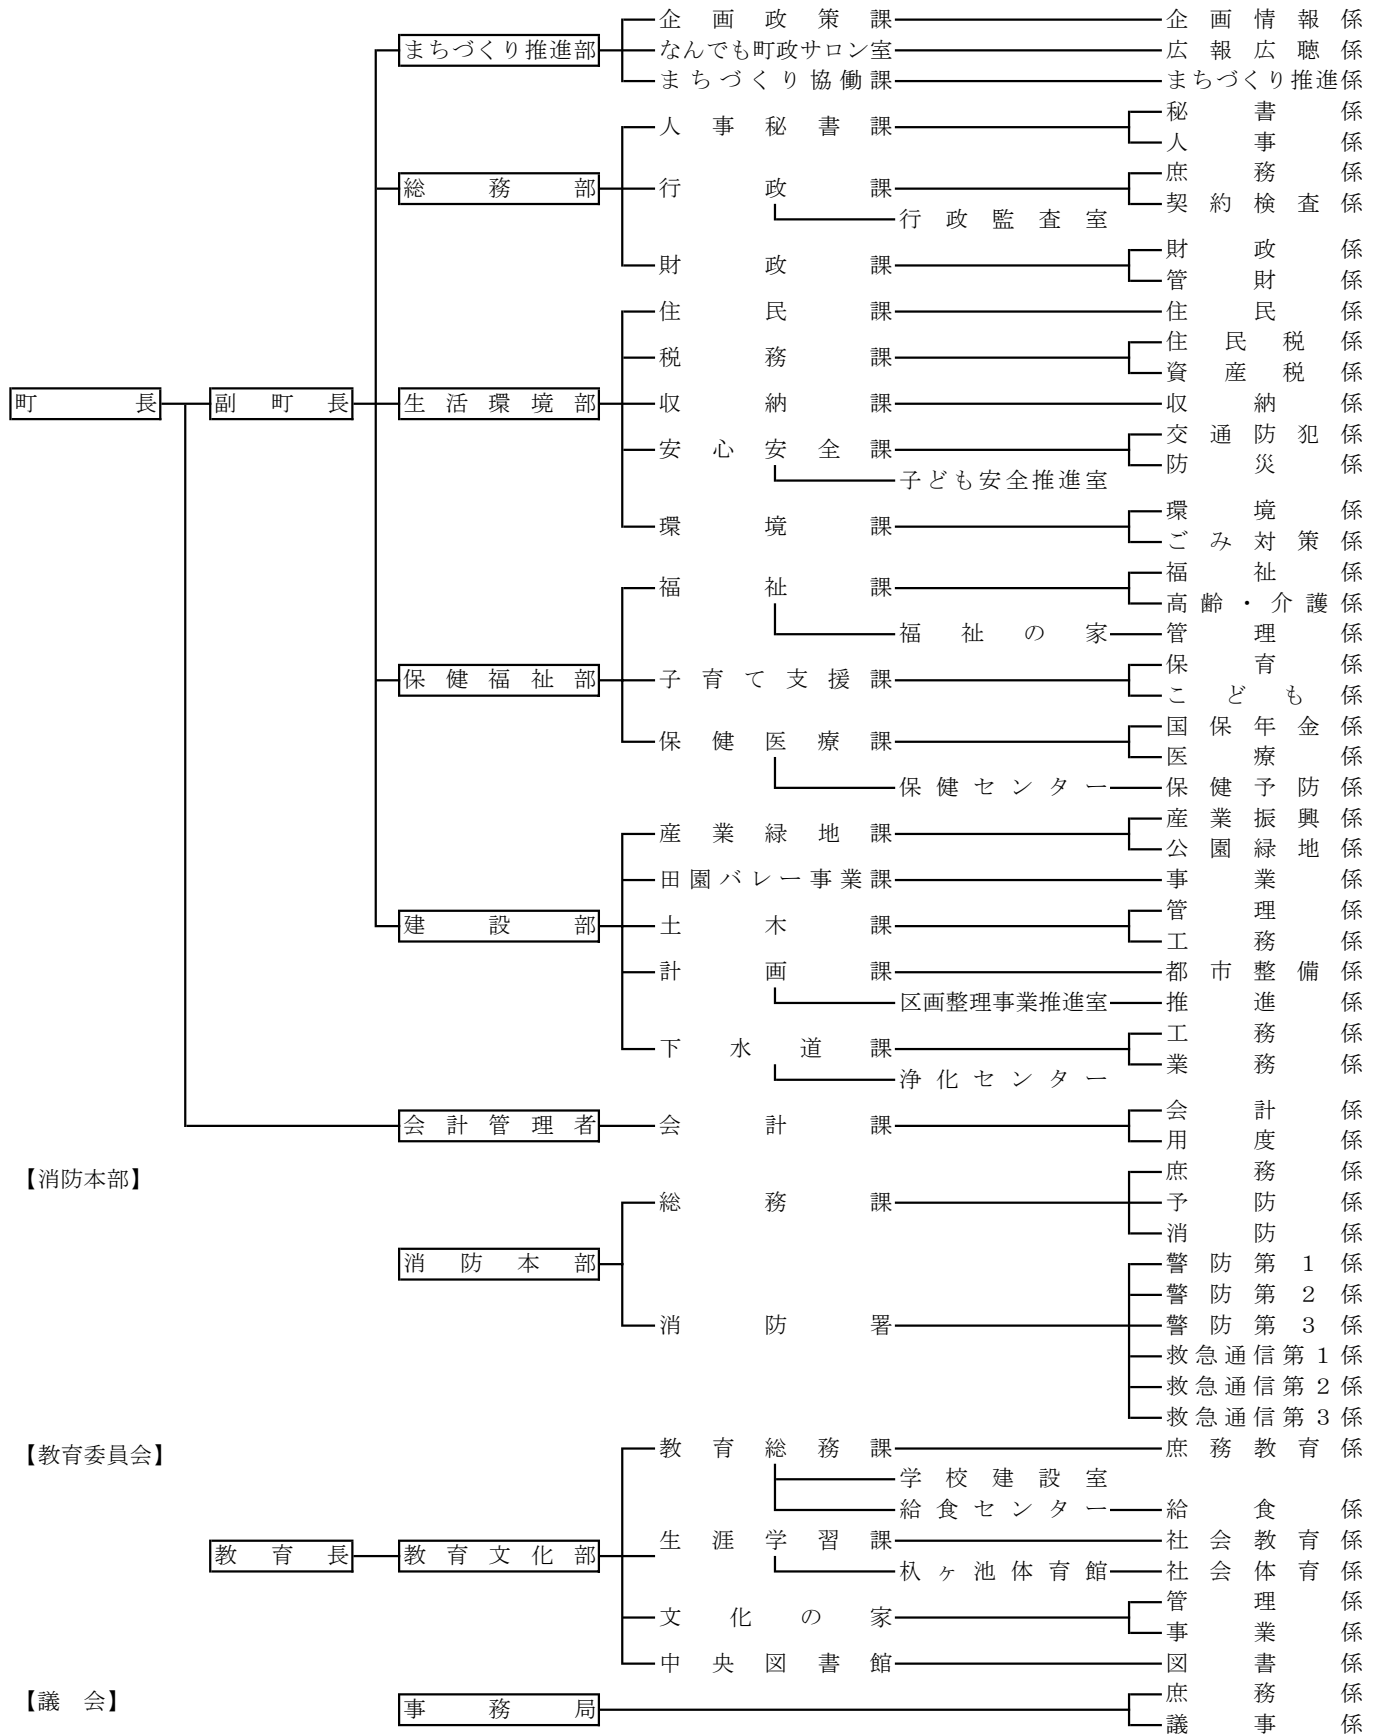 企画政策課 企画情報係
まちづくり推進部 なんでも町政サロン室 広報広聴係
まちづくり協働課 まちづくり推進係
秘書係
人事秘書課
人事係
庶務係
総務部 行政課
契約検査係
行政監査室
財政係
財政課
管財係
住民課 住民係
住民税係
税務課
資産税係
町長 副町長 生活環境部 収納課 収納係
交通防犯係
安心安全課
防災係
子ども安全推進室
環境係
環境課
ごみ対策係
福祉係
福祉課
高齢・介護係
福祉の家 管理係
保育係
保健福祉部 子育て支援課
こども係
国保年金係
保健医療課
医療係
保健センター 保健予防係
産業振興係
産業緑地課
公園緑地係
田園バレー事業課 事業係
管理係
建設部 土木課
工務係
計画課 都市整備係
区画整理事業推進室 推進係
工務係
下水道課
業務係
浄化センター
会計係
会計管理者 会計課
用度係
【消防本部】
庶務係
総務課 予防係
消防係
消防本部
警防第1係
警防第2係
消防署 警防第3係
救急通信第1係
救急通信第2係
救急通信第3係
【教育委員会】
教育総務課 庶務教育係
学校建設室
給食センター 給食係
教育長 教育文化部 生涯学習課 社会教育係
杁ヶ池体育館 社会体育係
管理係
文化の家
事業係
中央図書館 図書係
【議 会】
庶務係
事務局
議事係